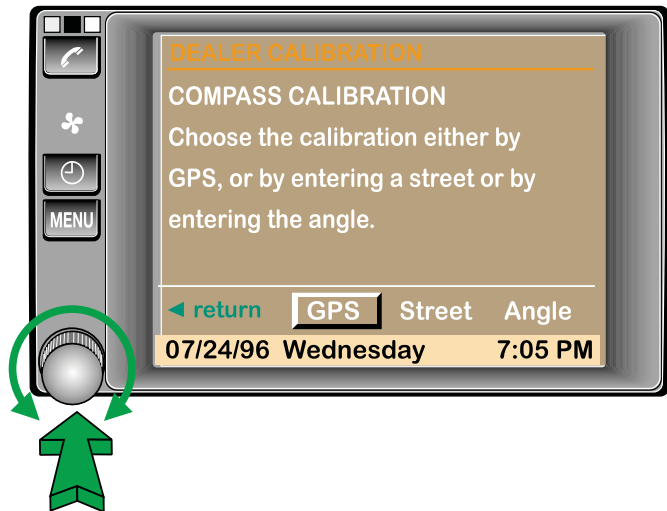 DEALER CALIBRATION
COMPASS CALIBRATION
Choose the calibration either by
GPS, or by entering a street or by
entering the angle.
MENU
◄ return GPS Street Angle
07/24/96 Wednesday 7:05 PM